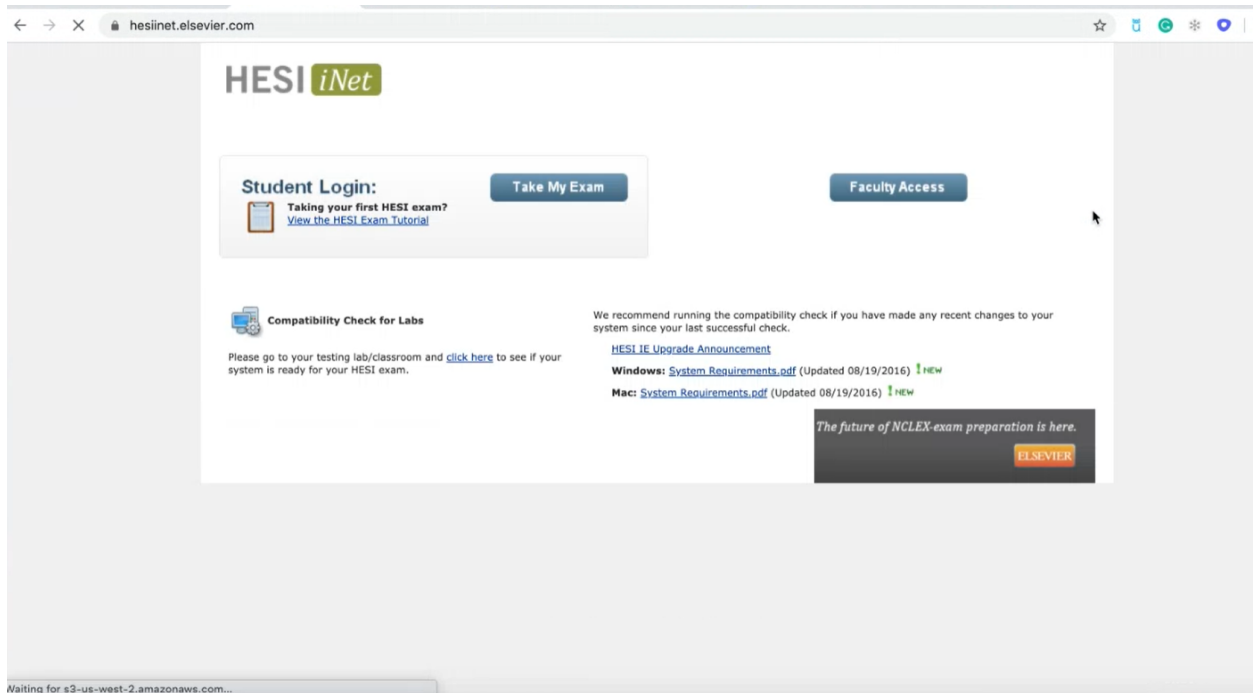 hesiinet.elsevier.com
HESI iNet
Student Login:
Take My Exam
Taking your first HESI exam?
View the HESI Exam Tutorial
Faculty Access
Compatibility Check for Labs
Please go to your testing lab/classroom and click here to see if your
system is ready for your HESI exam.
We recommend running the compatibility check if you have made any recent changes to your
system since your last successful check.
HESI IE Upgrade Announcement
Windows: System Requirements.pdf (Updated 08/19/2016) ! NEW
Mac: System Requirements.pdf (Updated 08/19/2016) ! NEW
The future of NCLEX-exam preparation is here.
ELSEVIER
Waiting for s3-us-west-2.amazonaws.com...